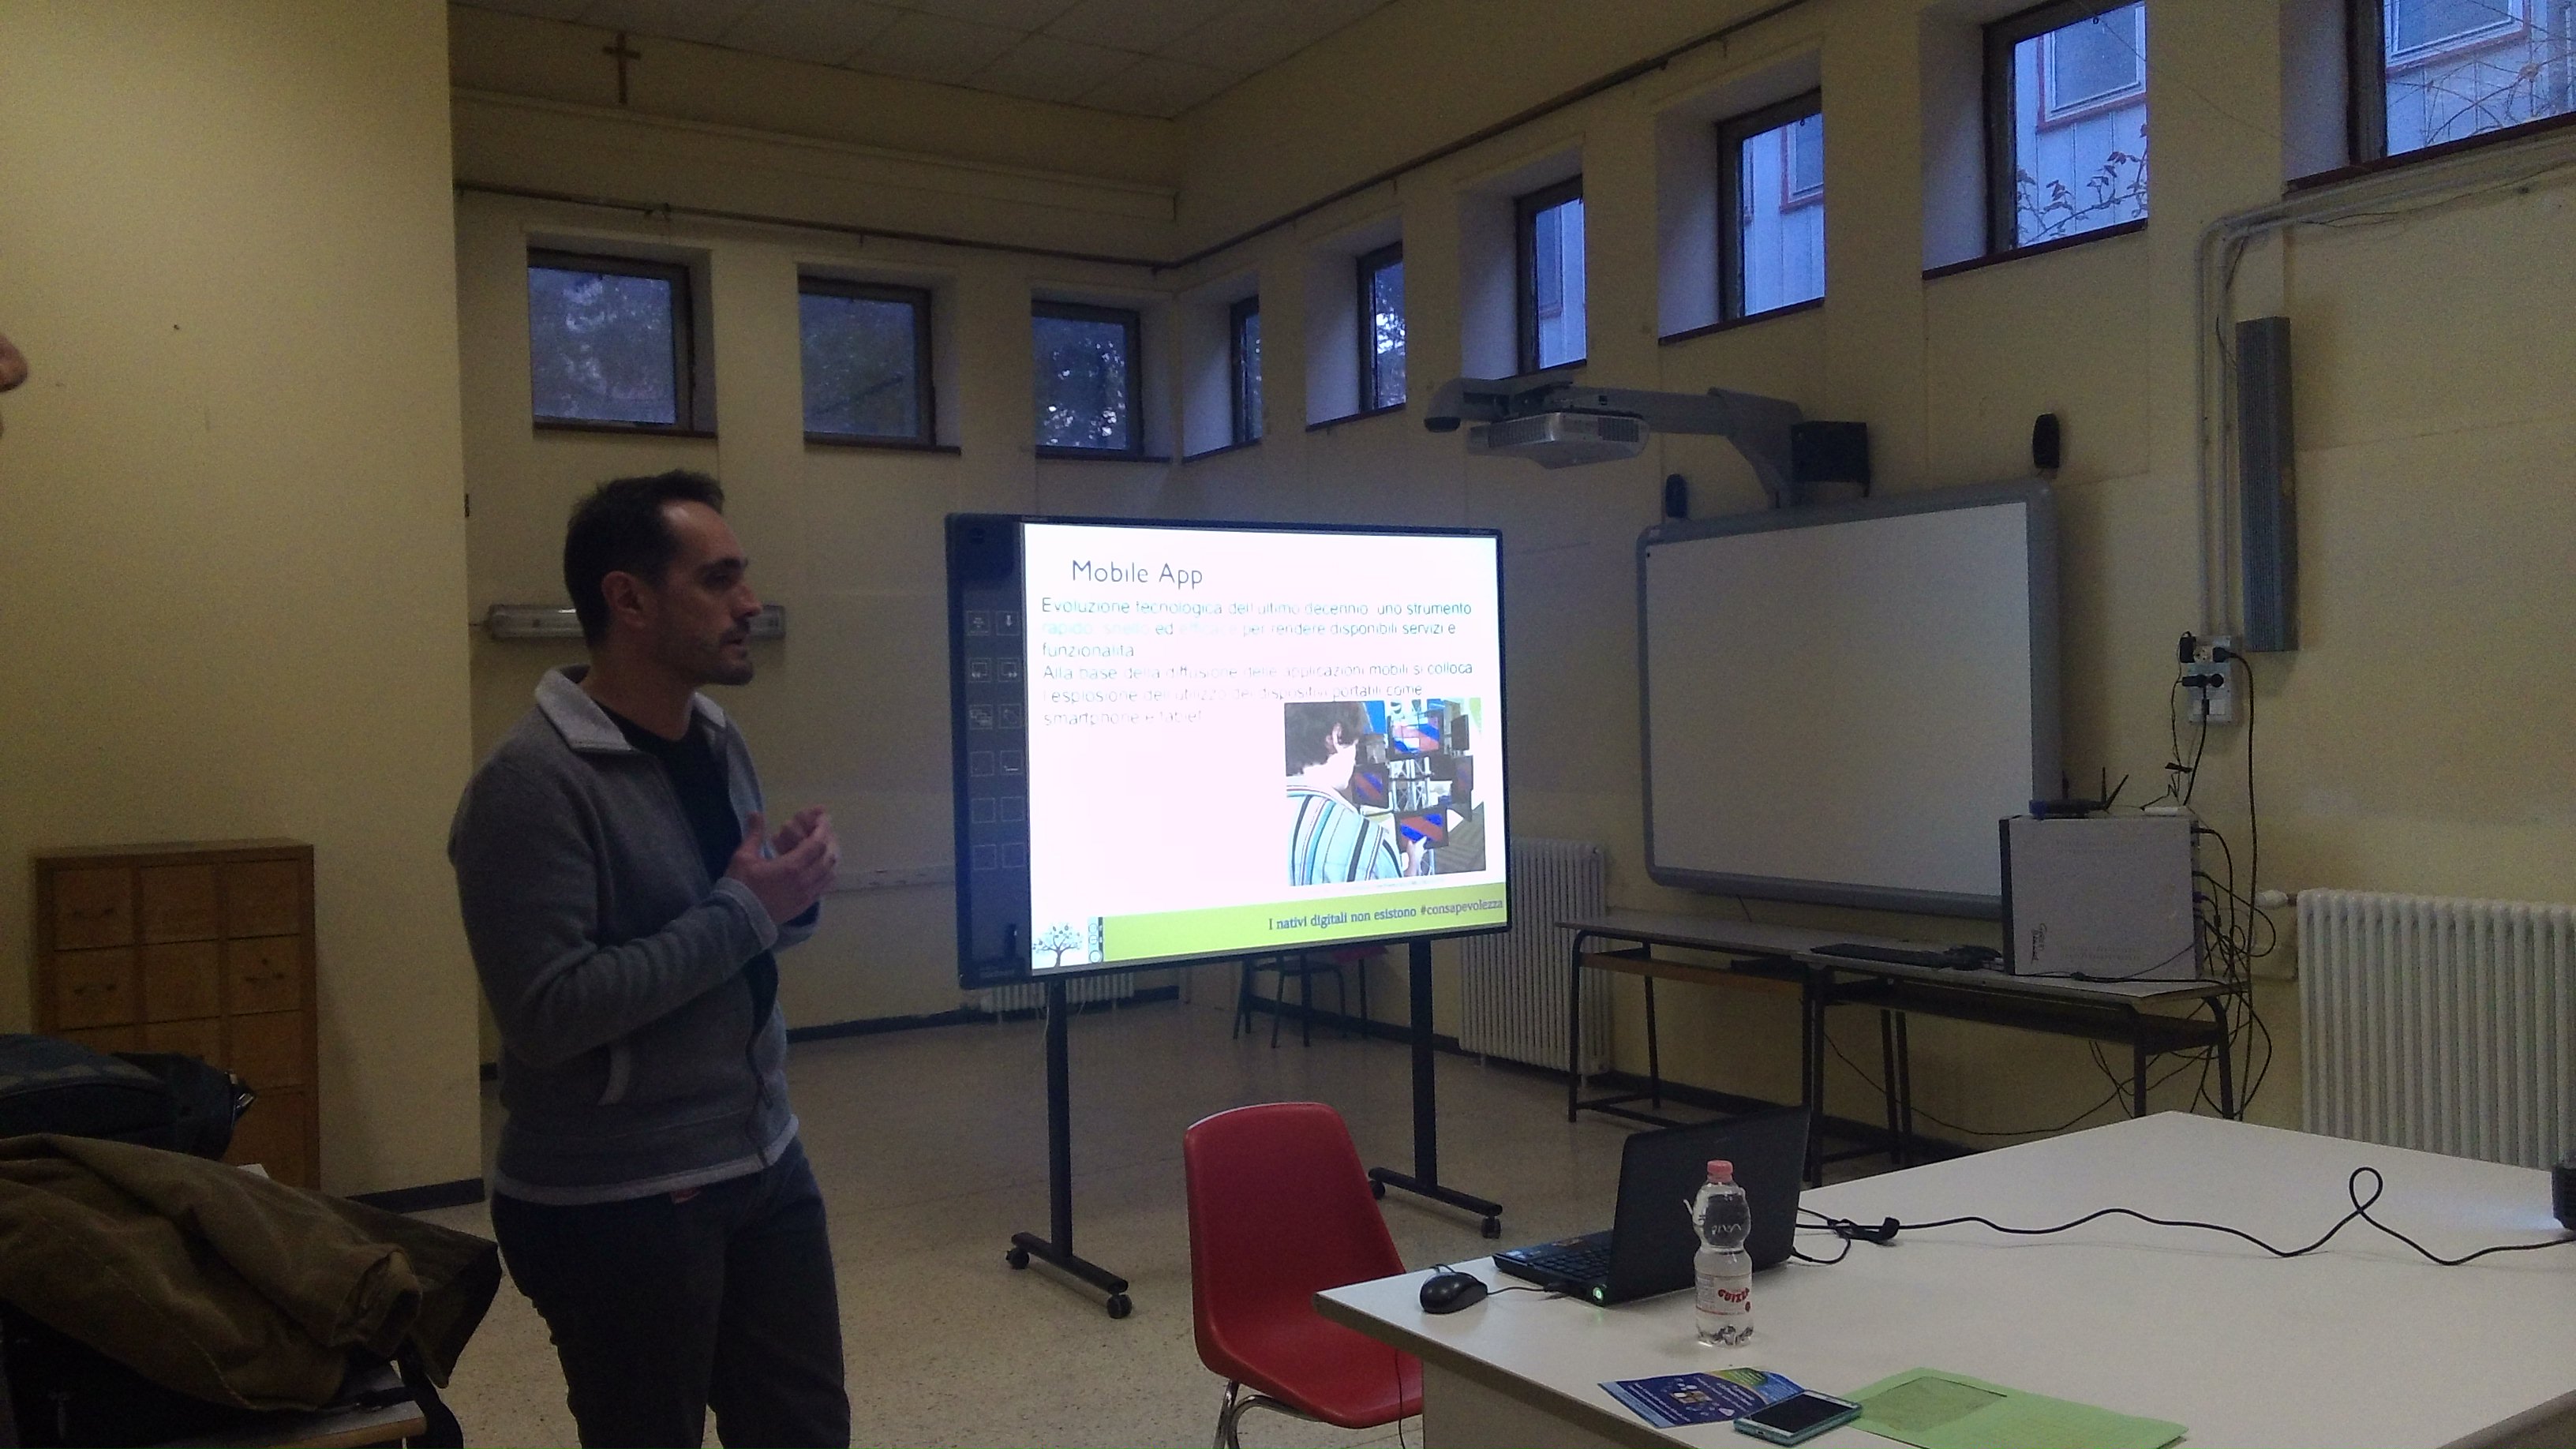 Mobile App
Evoluzione tecnologica dell'ultimo decennio, uno strumento
rapido, snello ed efficace per rendere disponibili servizi e
funzionalità
Alla base della diffusione delle applicazioni mobili si colloca
l'esplosione dell'utilizzo dei dispositivi portatili come
smartphone e tablet
I nativi digitali non esistono #consapevolezza
VIVA
GUIZZA